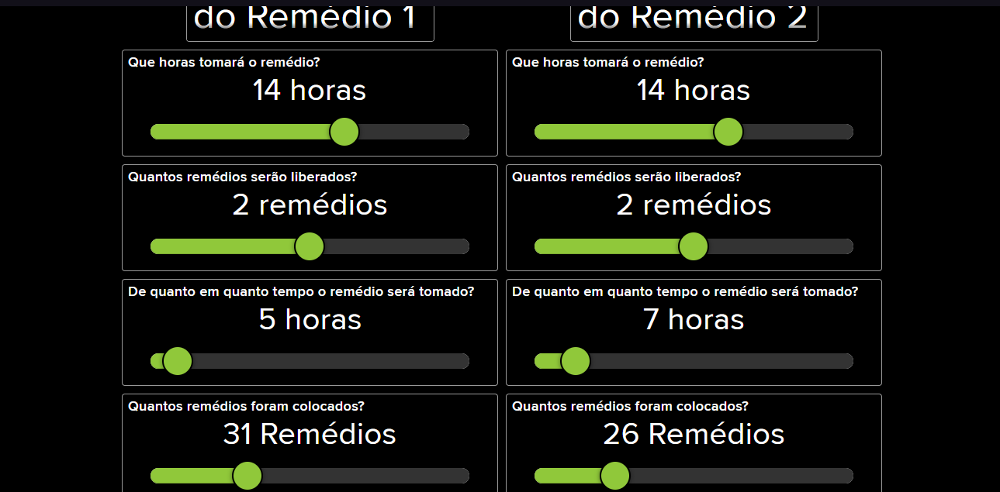 do Remédio 1
do Remédio 2
Que horas tomará o remédio?
14 horas
Que horas tomará o remédio?
14 horas
Quantos remédios serão liberados?
2 remédios
Quantos remédios serão liberados?
2 remédios
De quanto em quanto tempo o remédio será tomado?
5 horas
De quanto em quanto tempo o remédio será tomado?
7 horas
Quantos remédios foram colocados?
31 Remédios
Quantos remédios foram colocados?
26 Remédios